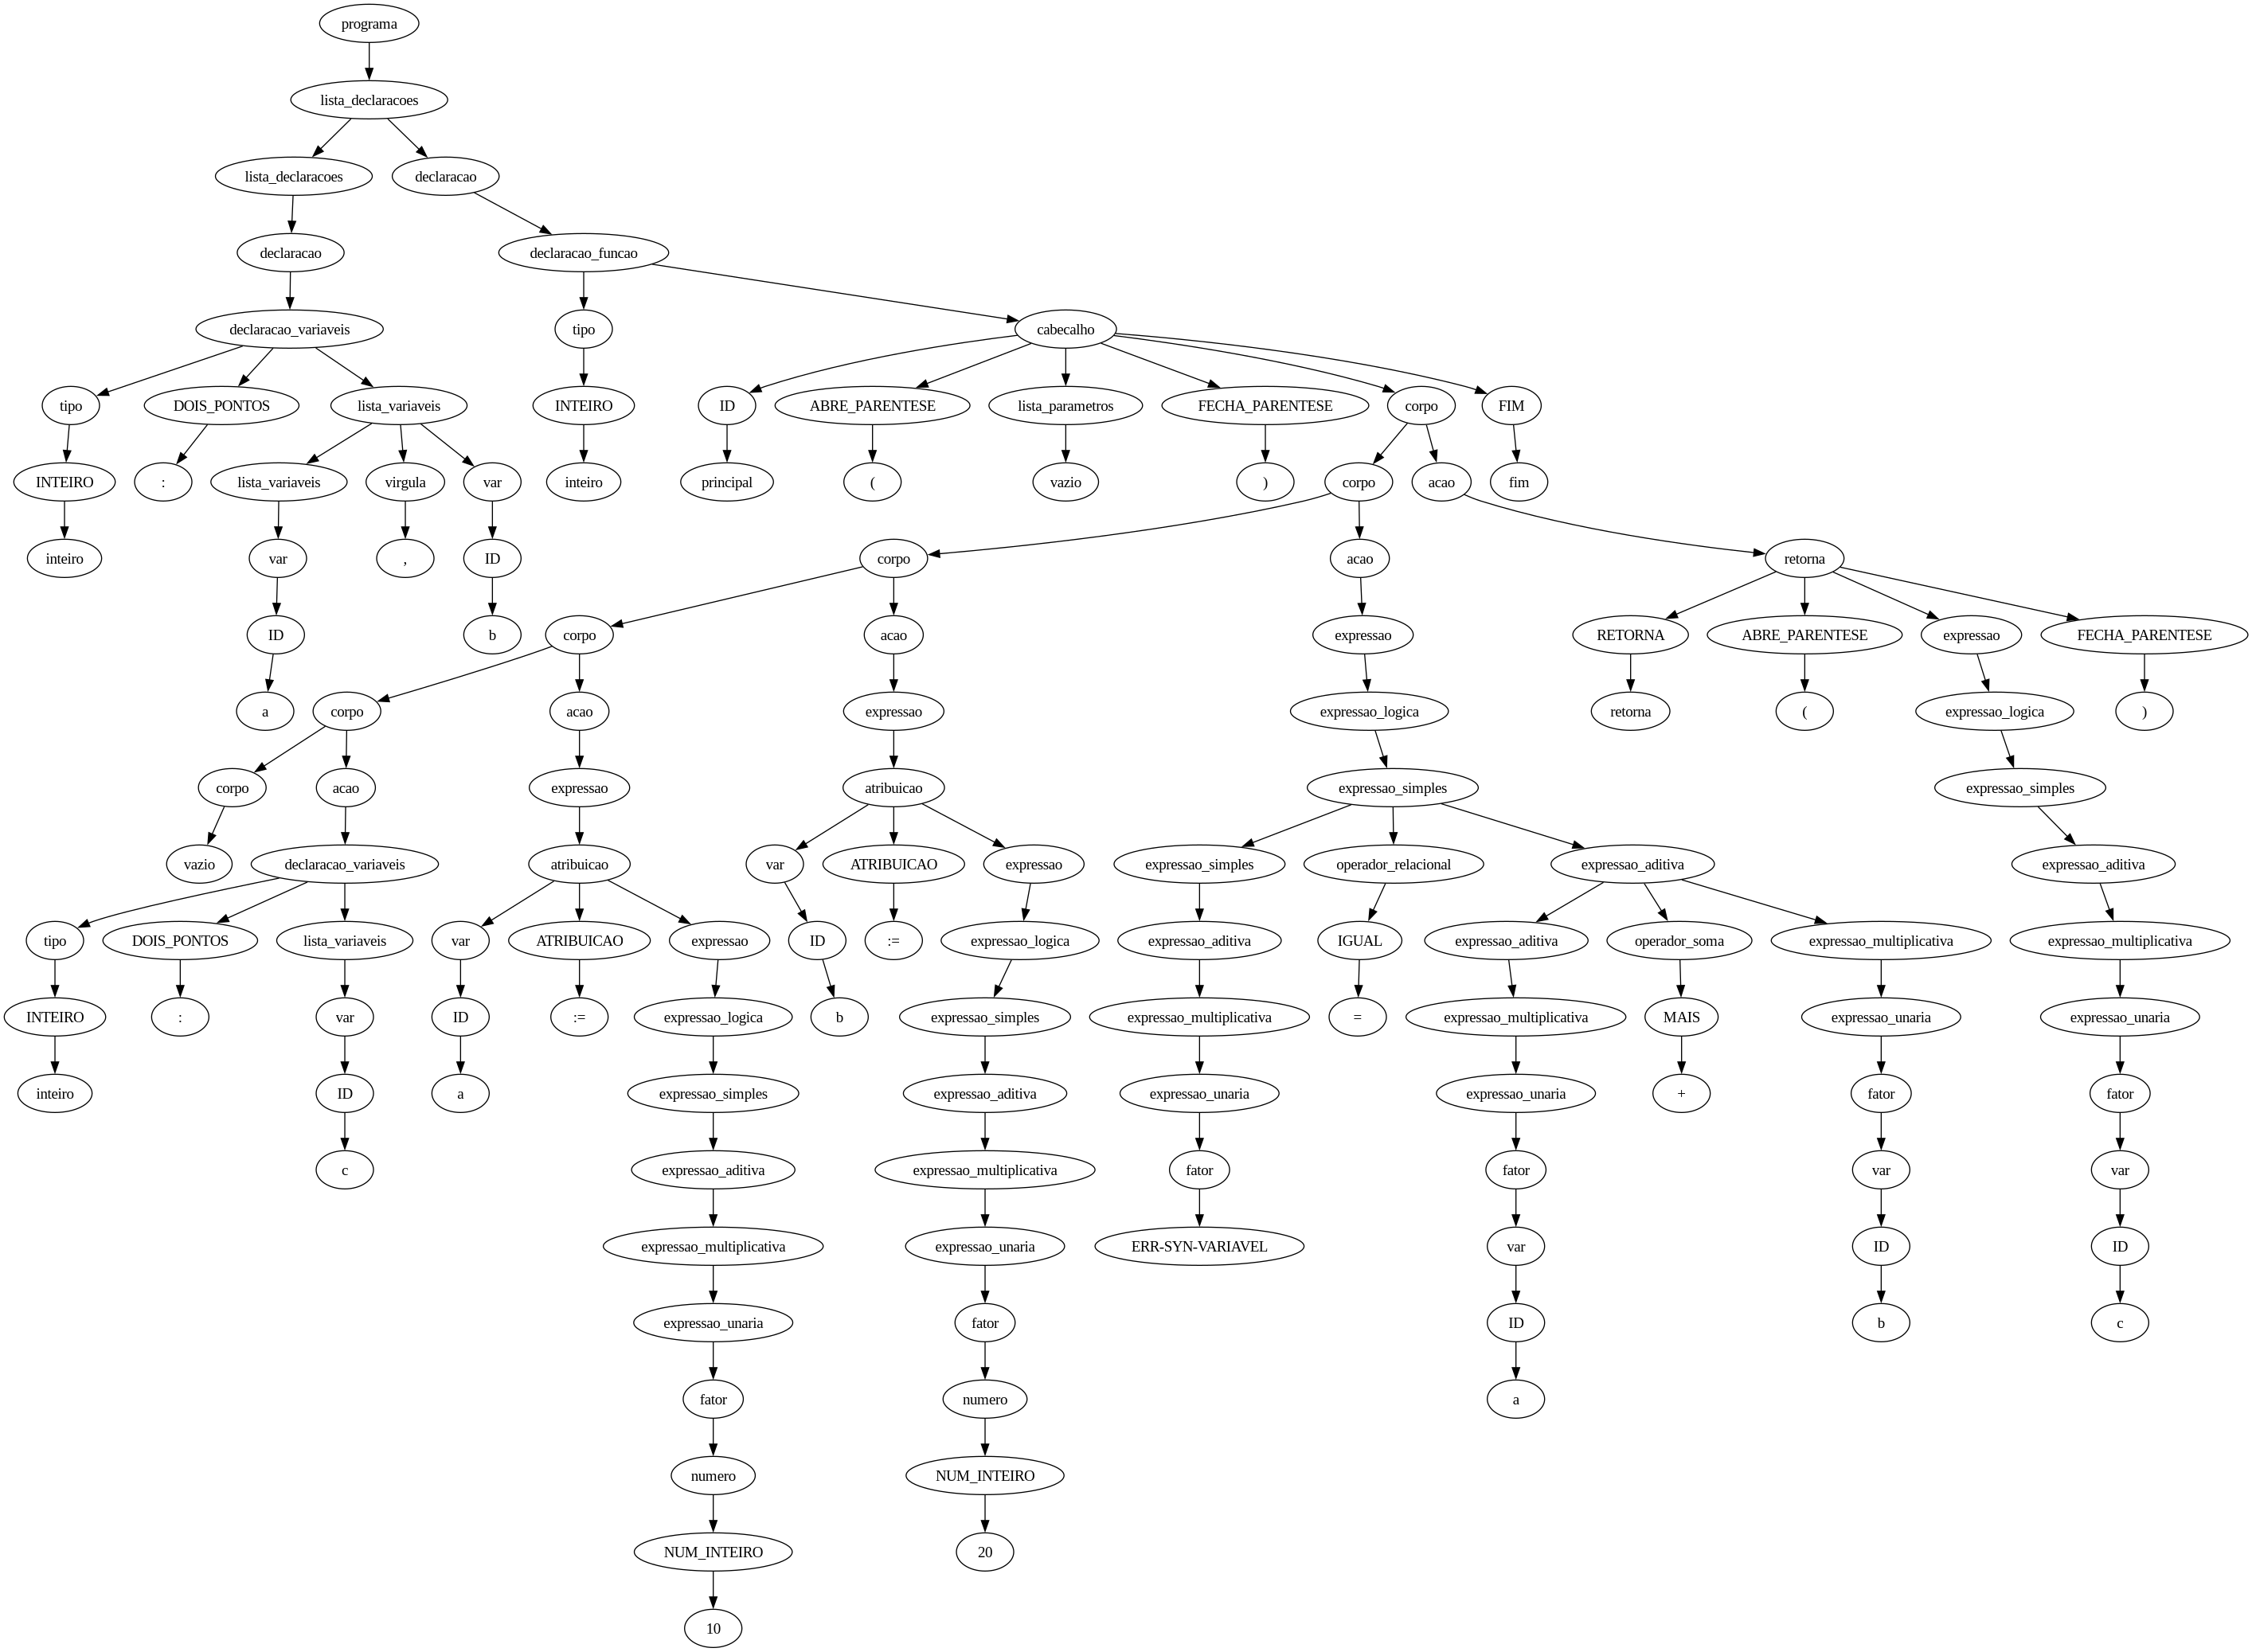 programa
lista_declaracoes
lista_declaracoes declaracao
declaracao declaracao_funcao
declaracao_variaveis tipo cabecalho
tipo DOIS_PONTOS lista_variaveis INTEIRO ID ABRE_PARENTESE lista_parametros FECHA_PARENTESE corpo FIM
INTEIRO : lista_variaveis virgula var inteiro principal ( vazio ) corpo acao fim
inteiro var , ID corpo acao retorna
ID b corpo acao expressao RETORNA ABRE_PARENTESE expressao FECHA_PARENTESE
a corpo acao expressao expressao_logica retorna ( expressao_logica )
corpo acao expressao atribuicao expressao_simples expressao_simples
vazio declaracao_variaveis atribuicao var ATRIBUICAO expressao expressao_simples operador_relacional expressao_aditiva expressao_aditiva
tipo DOIS_PONTOS lista_variaveis var ATRIBUICAO expressao ID := expressao_logica expressao_aditiva IGUAL expressao_aditiva operador_soma expressao_multiplicativa expressao_multiplicativa
INTEIRO : var ID := expressao_logica b expressao_simples expressao_multiplicativa = expressao_multiplicativa MAIS expressao_unaria expressao_unaria
inteiro ID a expressao_simples expressao_aditiva expressao_unaria expressao_unaria + fator fator
c expressao_aditiva expressao_multiplicativa fator fator var var
expressao_multiplicativa expressao_unaria ERR-SYN-VARIAVEL var ID ID
expressao_unaria fator ID b c
fator numero a
numero NUM_INTEIRO
NUM_INTEIRO 20
10